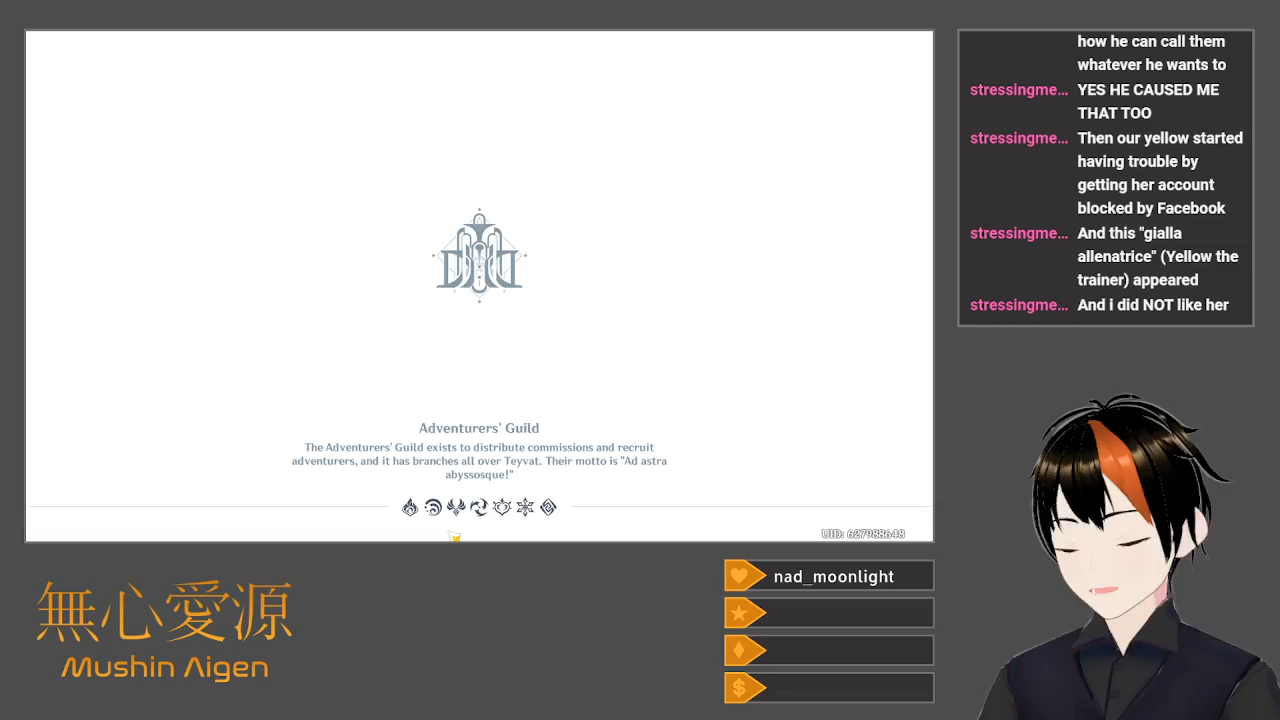 how he can call them
whatever he wants to
stressingme... YES HE CAUSED ME
THAT TOO
stressingme... Then our yellow started
having trouble by
getting her account
blocked by Facebook
stressingme... And this "gialla
allenatrice" (Yellow the
trainer) appeared
stressingme... And i did NOT like her
Adventurers' Guild
The Adventurers' Guild exists to distribute commissions and recruit
adventurers, and it has branches all over Teyvat. Their motto is "Ad astra
abyssosque!"
UID: 627988648
nad_moonlight
無心愛源
Mushin Aigen